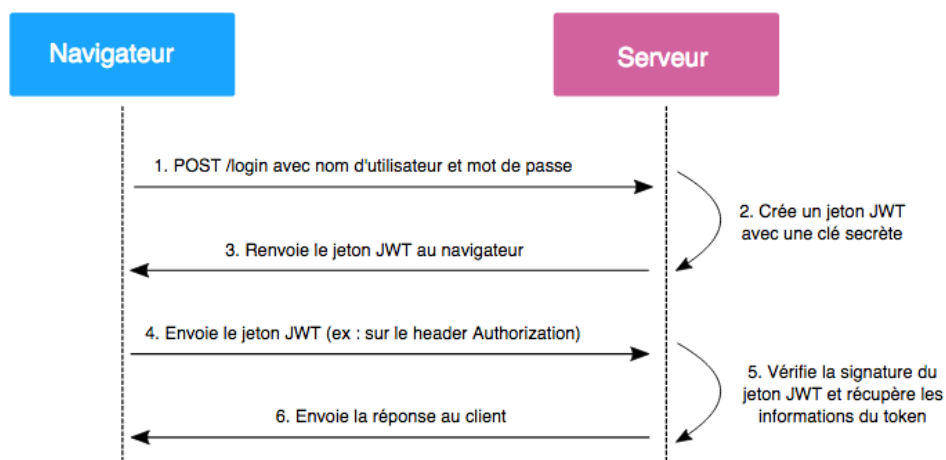 Navigateur
Serveur
1. POST /login avec nom d'utilisateur et mot de passe
2. Crée un jeton JWT
avec une clé secrète
3. Renvoie le jeton JWT au navigateur
4. Envoie le jeton JWT (ex : sur le header Authorization)
5. Vérifie la signature du
jeton JWT et récupère les
informations du token
6. Envoie la réponse au client